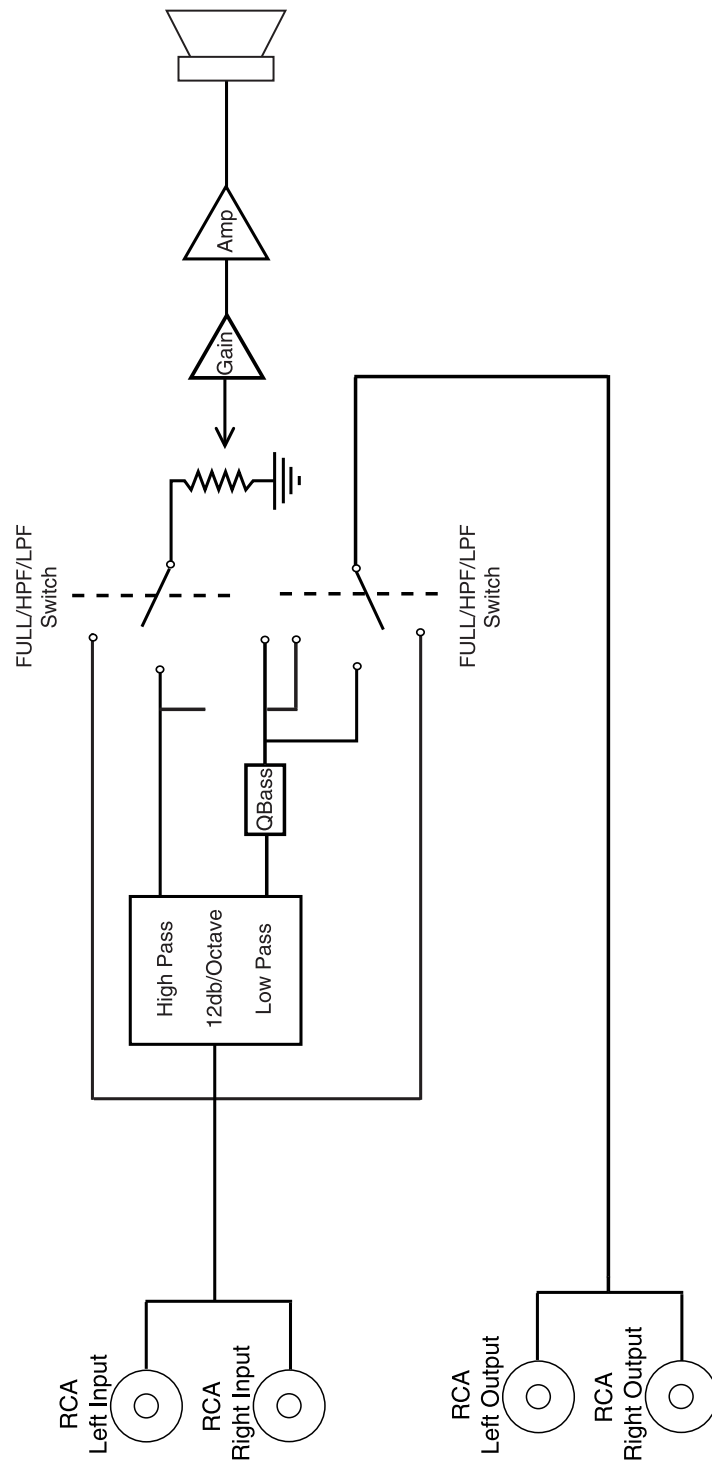 Amp
Gain
FULL/HPF/LPF
Switch
FULL/HPF/LPF
Switch
QBass
High Pass
12db/Octave
Low Pass
RCA
Left Input
RCA
Right Input
RCA
Left Output
RCA
Right Output